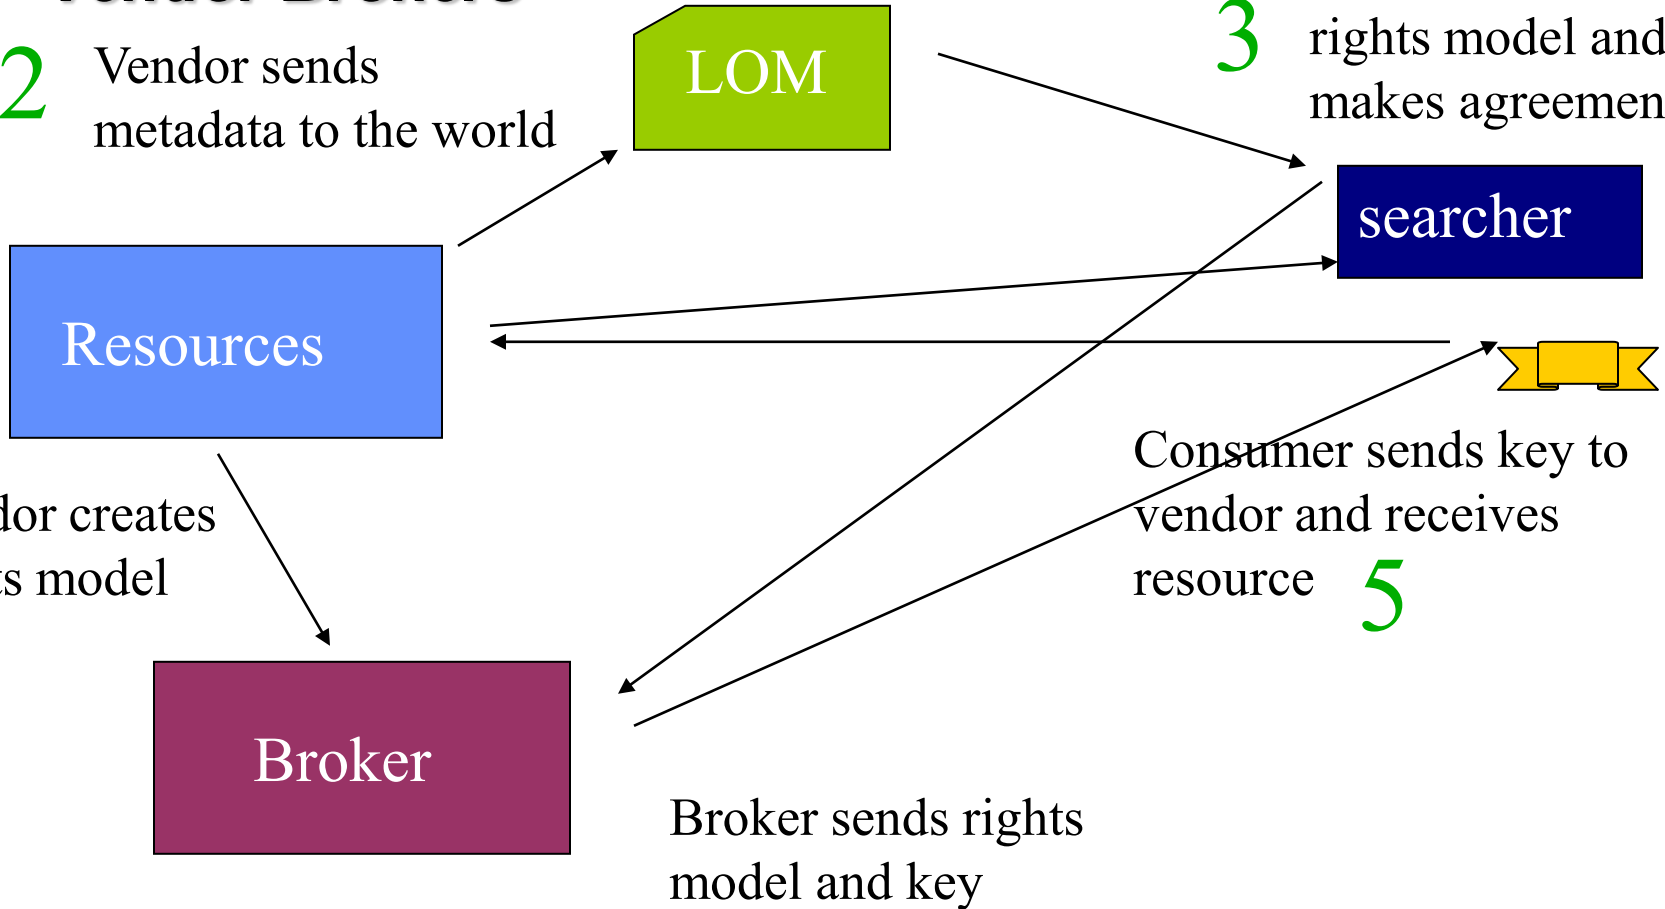 2
Vendor sends
metadata to the world
LOM
3
rights model and
makes agreemen
searcher
Resources
dor creates
ts model
Consumer sends key to
vendor and receives
resource
5
Broker
Broker sends rights
model and key